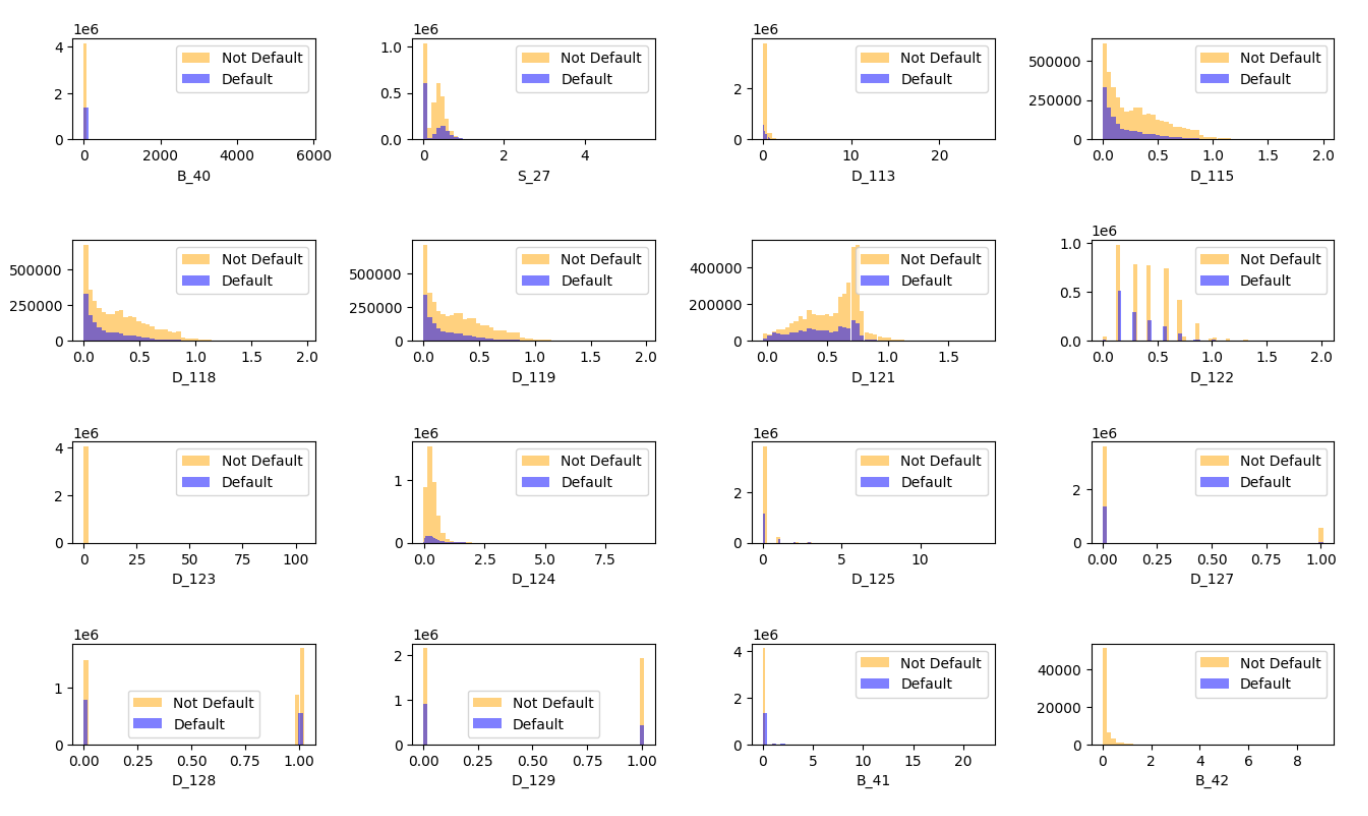 1e6 1e6 1e6
4 2 0 Not Default 1.0 0.5 0.0 Not Default 2 0 Not Default 500000 250000 0 Not Default
Default Default Default Default
0 2000 4000 6000 0 2 4 0 10 20 0.0 0.5 1.0 1.5 2.0
B_40 S_27 D_113 D_115
1e6
500000 250000 0 Not Default 500000 250000 0 Not Default 400000 200000 0 Not Default 1.0 0.5 0.0 Not Default
Default Default Default Default
0.0 0.5 1.0 1.5 2.0 0.0 0.5 1.0 1.5 2.0 0.0 0.5 1.0 1.5 0.0 0.5 1.0 1.5 2.0
D_118 D_119 D_121 D_122
1e6 1e6 1e6 1e6
4 2 0 Not Default 1 0 Not Default 2 0 Not Default 2 0 Not Default
Default Default Default Default
0 25 50 75 100 0.0 2.5 5.0 7.5 0 5 10 0.00 0.25 0.50 0.75 1.00
D_123 D_124 D_125 D_127
1e6 1e6 1e6
1 0 Not Default 2 1 0 Not Default 4 2 0 Not Default 40000 20000 0 Not Default
Default Default Default Default
0.00 0.25 0.50 0.75 1.00 0.00 0.25 0.50 0.75 1.00 0 5 10 15 20 0 2 4 6 8
D_128 D_129 B_41 B_42